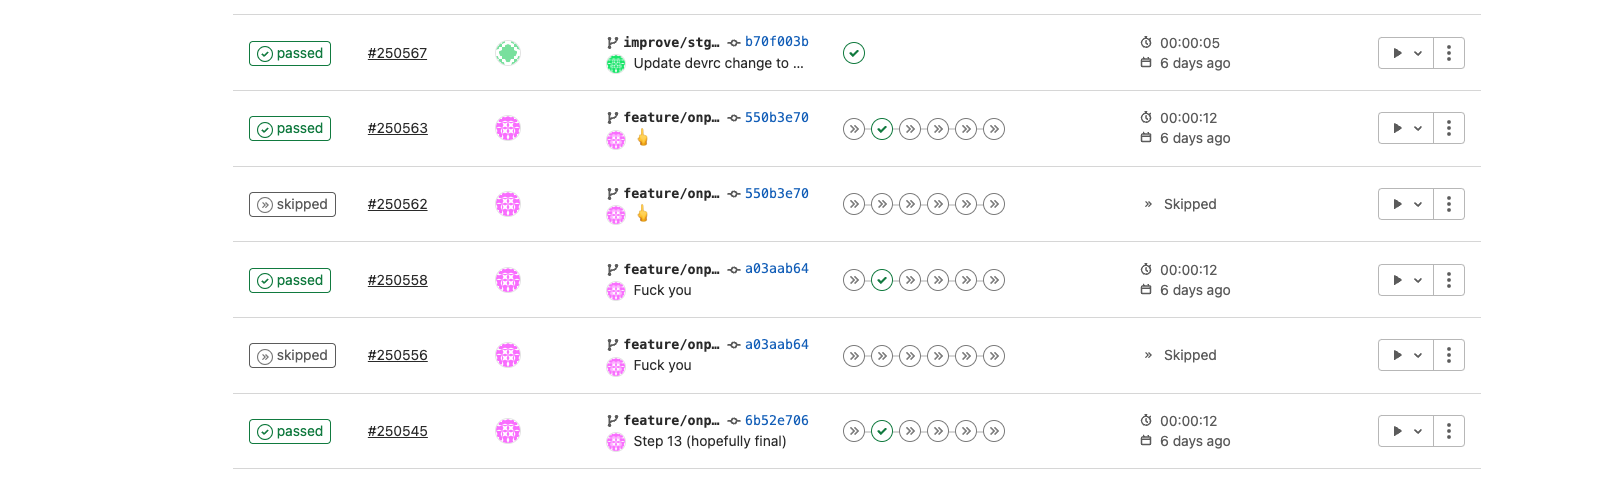 passed #250567 improve/stg… b70f003b 00:00:05
Update devrc change to … 6 days ago
passed #250563 feature/onp… 550b3e70 00:00:12
👆 6 days ago
skipped #250562 feature/onp… 550b3e70 Skipped
👆
passed #250558 feature/onp… a03aab64 00:00:12
Fuck you 6 days ago
skipped #250556 feature/onp… a03aab64 Skipped
Fuck you
passed #250545 feature/onp… 6b52e706 00:00:12
Step 13 (hopefully final) 6 days ago